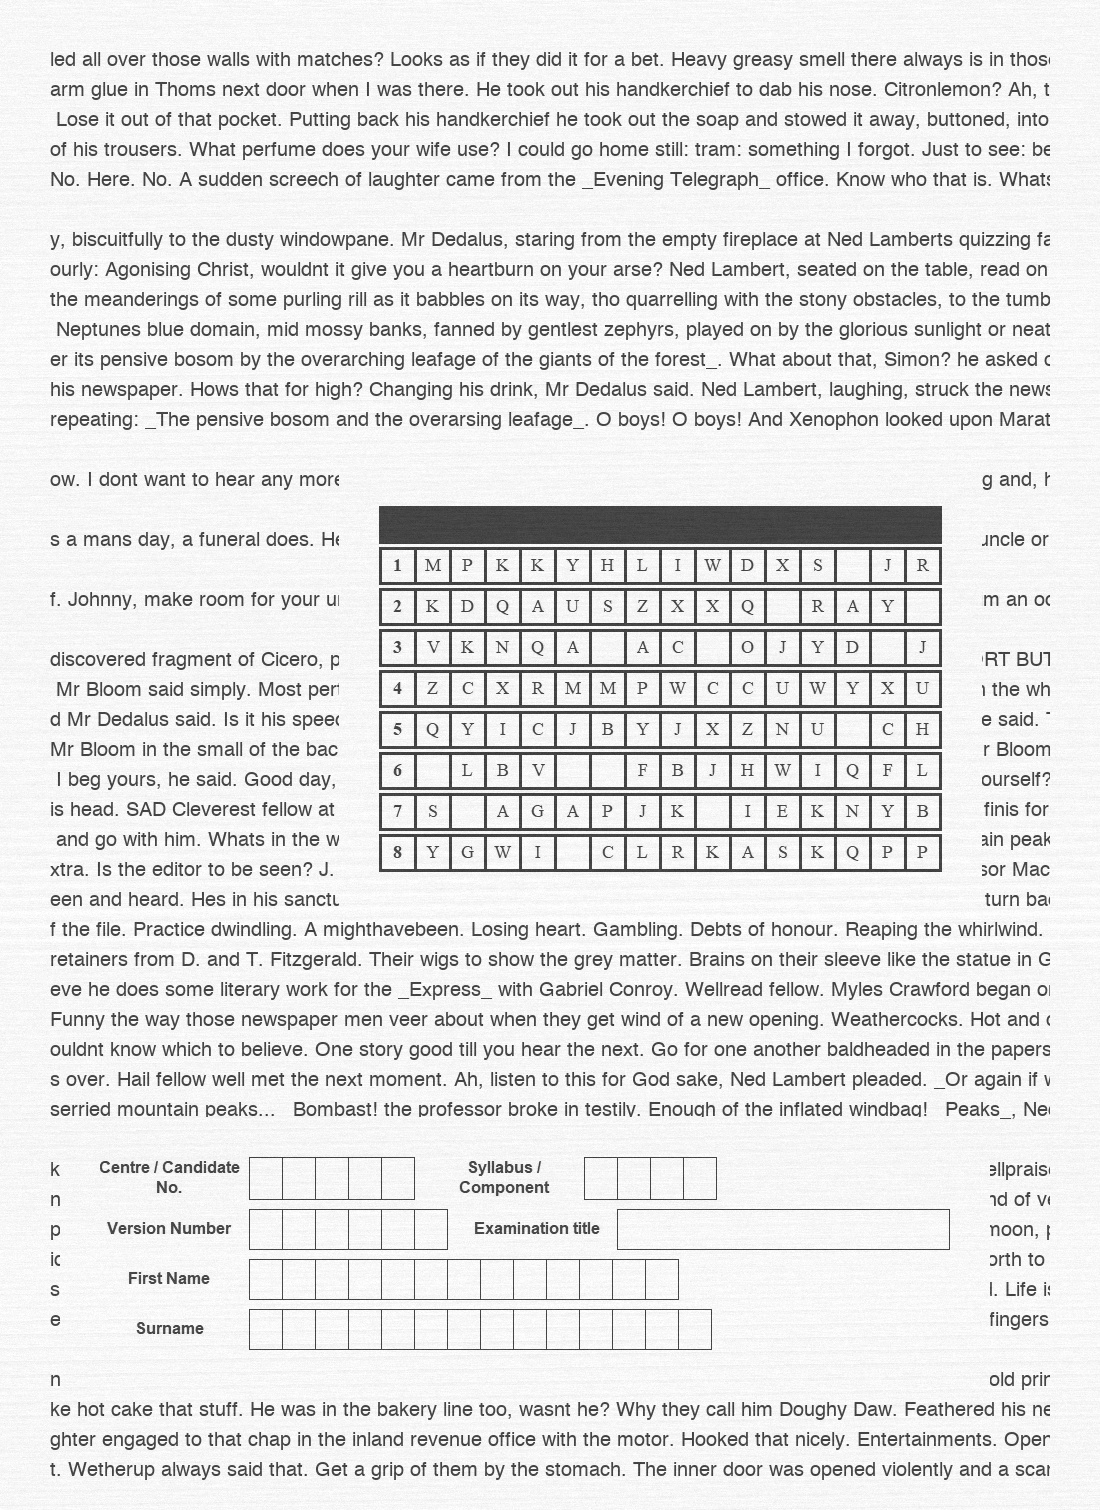 led all over those walls with matches? Looks as if they did it for a bet. Heavy greasy smell there always is in those
arm glue in Thoms next door when I was there. He took out his handkerchief to dab his nose. Citronlemon? Ah, t
Lose it out of that pocket. Putting back his handkerchief he took out the soap and stowed it away, buttoned, into
of his trousers. What perfume does your wife use? I could go home still: tram: something I forgot. Just to see: be
No. Here. No. A sudden screech of laughter came from the _Evening Telegraph_ office. Know who that is. Whats
y, biscuitfully to the dusty windowpane. Mr Dedalus, staring from the empty fireplace at Ned Lamberts quizzing fa
ourly: Agonising Christ, wouldnt it give you a heartburn on your arse? Ned Lambert, seated on the table, read on
the meanderings of some purling rill as it babbles on its way, tho quarrelling with the stony obstacles, to the tumb
Neptunes blue domain, mid mossy banks, fanned by gentlest zephyrs, played on by the glorious sunlight or neat
er its pensive bosom by the overarching leafage of the giants of the forest_. What about that, Simon? he asked o
his newspaper. Hows that for high? Changing his drink, Mr Dedalus said. Ned Lambert, laughing, struck the news
repeating: _The pensive bosom and the overarsing leafage_. O boys! O boys! And Xenophon looked upon Marat
ow. I dont want to hear any more g and, h
s a mans day, a funeral does. He uncle or
f. Johnny, make room for your un m an oc
1 M P K K Y H L I W D X S J R
2 K D Q A U S Z X X Q R A Y
3 V K N Q A A C O J Y D J
discovered fragment of Cicero, p RT BUT
4 Z C X R M M P W C C U W Y X U
Mr Bloom said simply. Most pert the wh
d Mr Dedalus said. Is it his speec e said.
5 Q Y I C J B Y J X Z N U C H
Mr Bloom in the small of the bac r Bloom
6 L B V F B J H W I Q F L
I beg yours, he said. Good day, ourself?
7 S A G A P J K I E K N Y B
is head. SAD Cleverest fellow at finis for
and go with him. Whats in the w ain peak
8 Y G W I C L R K A S K Q P P
xtra. Is the editor to be seen? J. sor Mac
een and heard. Hes in his sanctu turn bac
f the file. Practice dwindling. A mighthavebeen. Losing heart. Gambling. Debts of honour. Reaping the whirlwind.
retainers from D. and T. Fitzgerald. Their wigs to show the grey matter. Brains on their sleeve like the statue in G
eve he does some literary work for the _Express_ with Gabriel Conroy. Wellread fellow. Myles Crawford began on
Funny the way those newspaper men veer about when they get wind of a new opening. Weathercocks. Hot and c
ouldnt know which to believe. One story good till you hear the next. Go for one another baldheaded in the papers
s over. Hail fellow well met the next moment. Ah, listen to this for God sake, Ned Lambert pleaded. _Or again if w
serried mountain peaks... Bombast! the professor broke in testily. Enough of the inflated windbag! Peaks_, Ned
k Centre / Candidate No. Syllabus / Component ellpraise
n nd of ve
p Version Number Examination title moon, p
ic orth to
s First Name l. Life is
e Surname fingers
n old prin
ke hot cake that stuff. He was in the bakery line too, wasnt he? Why they call him Doughy Daw. Feathered his ne
ghter engaged to that chap in the inland revenue office with the motor. Hooked that nicely. Entertainments. Open
t. Wetherup always said that. Get a grip of them by the stomach. The inner door was opened violently and a scar